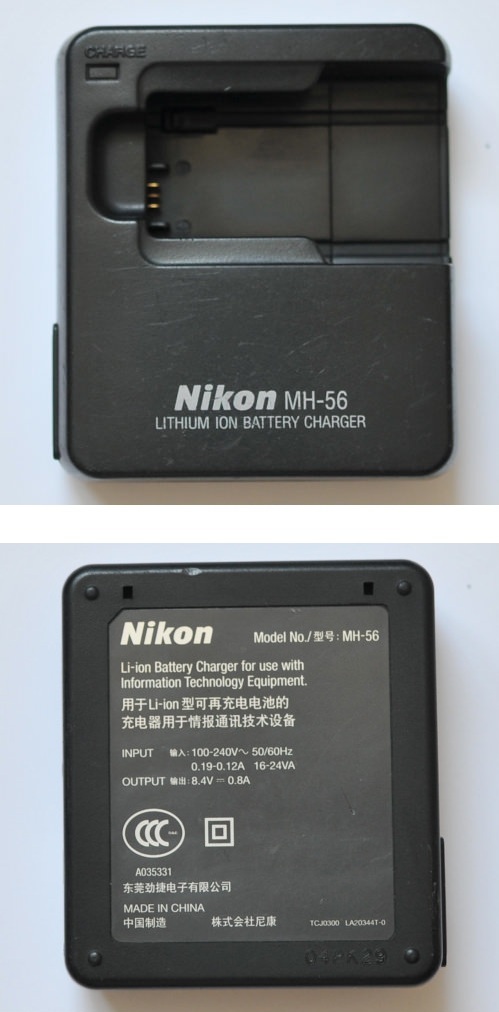 CHARGE
Nikon MH-56
LITHIUM ION BATTERY CHARGER
Nikon Model No./型号: MH-56
Li-ion Battery Charger for use with
Information Technology Equipment.
用于Li-ion 型可再充电电池的
充电器用于情报通讯技术设备
INPUT 输入: 100-240V～ 50/60Hz
0.19-0.12A 16-24VA
OUTPUT 输出: 8.4V ⎓ 0.8A
CCC
A035331
东莞劲捷电子有限公司
MADE IN CHINA
中国制造 株式会社尼康 TCJ0300 LA20344T-0